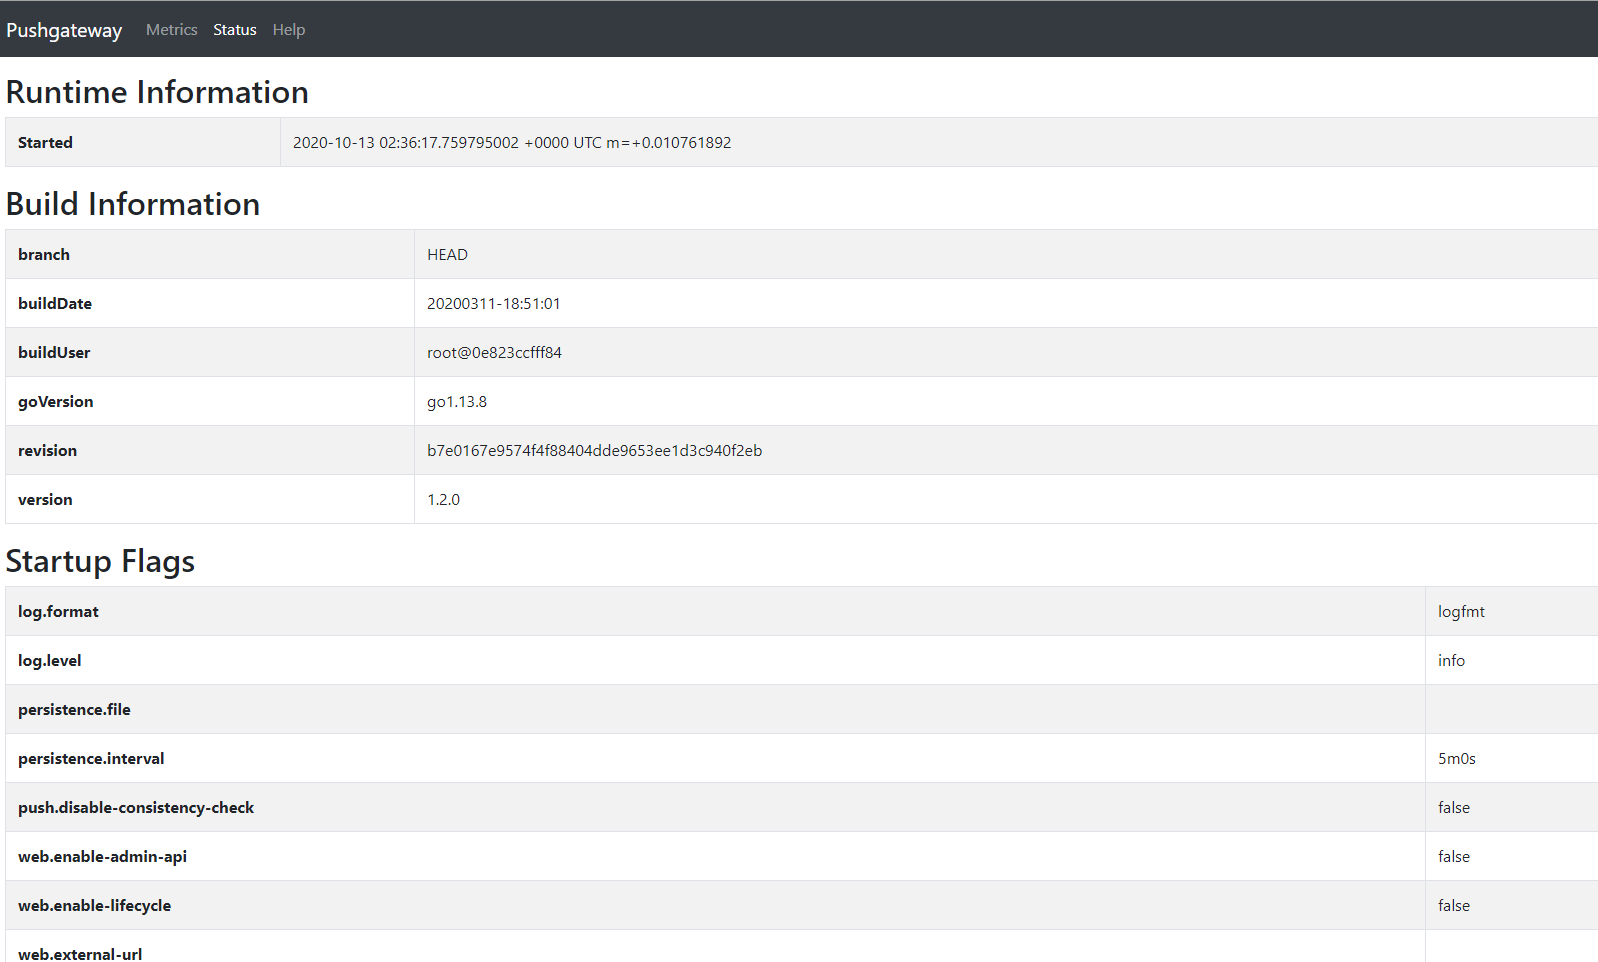 Pushgateway Metrics Status Help
Runtime Information
Started 2020-10-13 02:36:17.759795002 +0000 UTC m=+0.010761892
Build Information
branch HEAD
buildDate 20200311-18:51:01
buildUser root@0e823ccfff84
goVersion go1.13.8
revision b7e0167e9574f4f88404dde9653ee1d3c940f2eb
version 1.2.0
Startup Flags
log.format logfmt
log.level info
persistence.file
persistence.interval 5m0s
push.disable-consistency-check false
web.enable-admin-api false
web.enable-lifecycle false
web.external-url